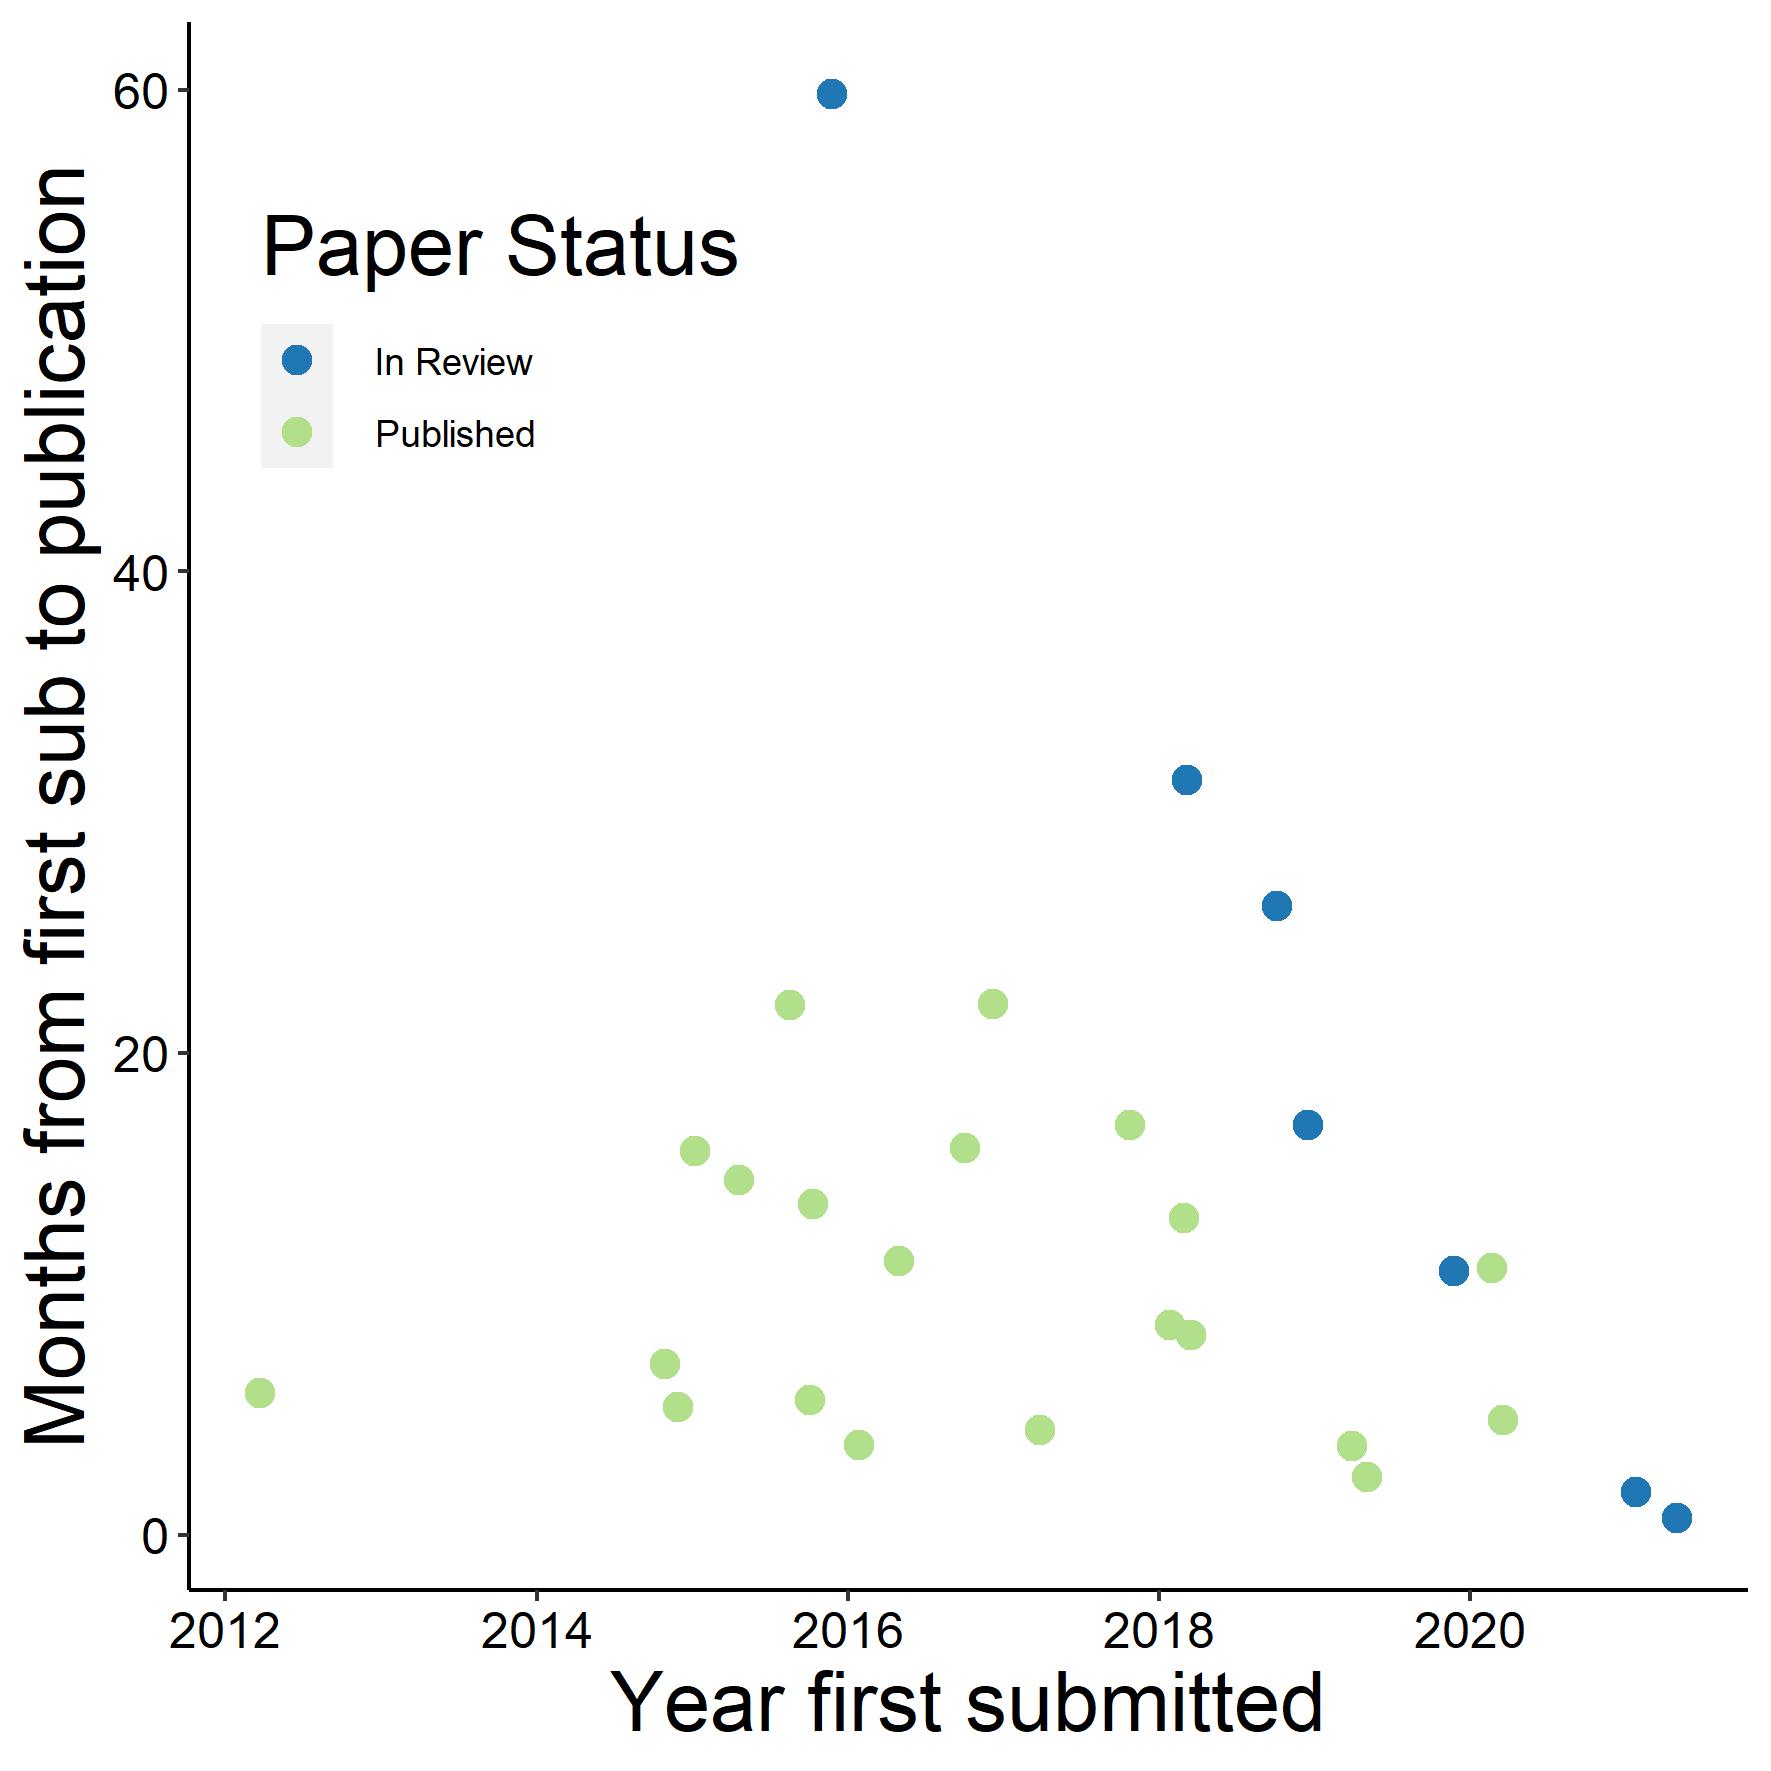 Months from first sub to publication
60
40
20
0
Paper Status
In Review
Published
2012 2014 2016 2018 2020
Year first submitted